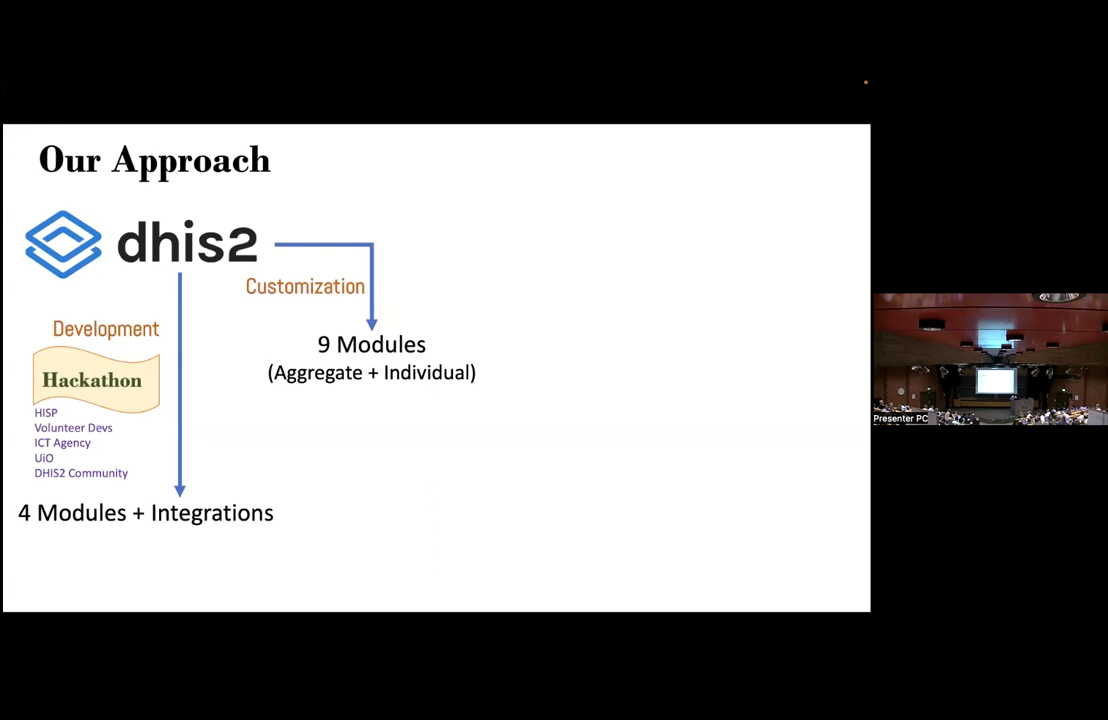 Our Approach
dhis2
Customization
Development
9 Modules
(Aggregate + Individual)
Hackathon
HISP
Volunteer Devs
ICT Agency
UiO
DHIS2 Community
4 Modules + Integrations
Presenter PC